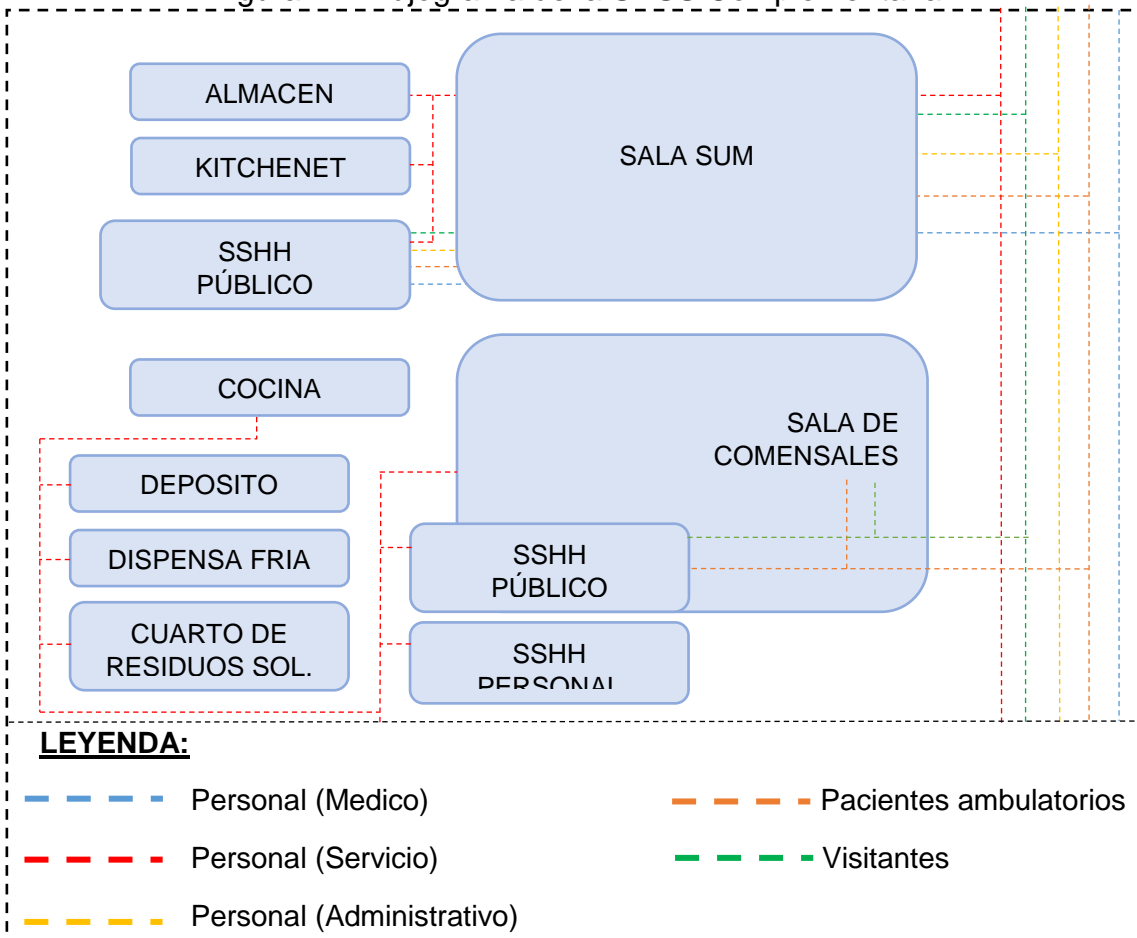 ALMACEN
KITCHENET
SALA SUM
SSHH
PÚBLICO
COCINA
SALA DE
COMENSALES
DEPOSITO
DISPENSA FRIA
SSHH
PÚBLICO
CUARTO DE
RESIDUOS SOL.
SSHH
PERSONAL
LEYENDA:
Personal (Medico)
Pacientes ambulatorios
Personal (Servicio)
Visitantes
Personal (Administrativo)